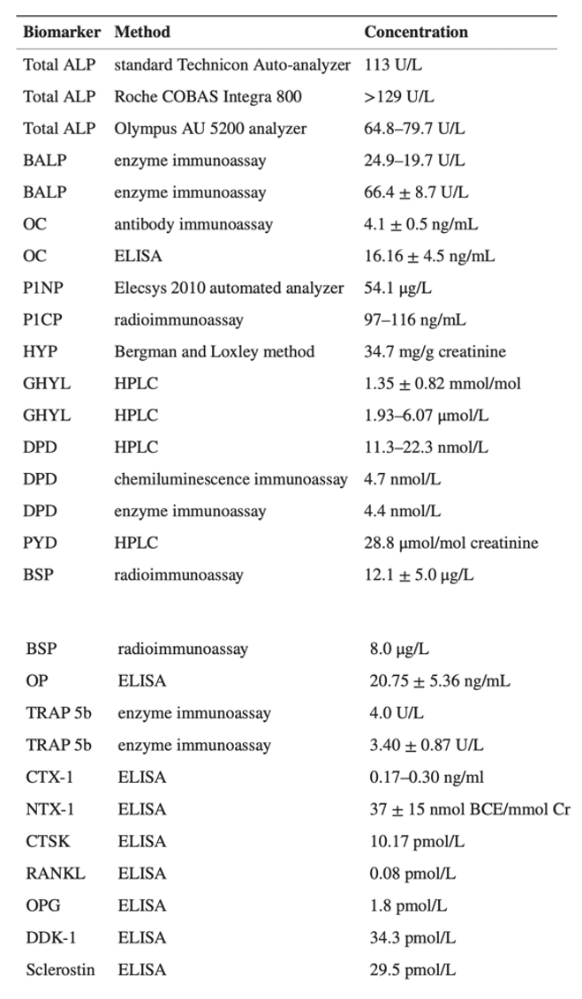 Biomarker Method Concentration
Total ALP standard Technicon Auto-analyzer 113 U/L
Total ALP Roche COBAS Integra 800 >129 U/L
Total ALP Olympus AU 5200 analyzer 64.8–79.7 U/L
BALP enzyme immunoassay 24.9–19.7 U/L
BALP enzyme immunoassay 66.4 ± 8.7 U/L
OC antibody immunoassay 4.1 ± 0.5 ng/mL
OC ELISA 16.16 ± 4.5 ng/mL
P1NP Elecsys 2010 automated analyzer 54.1 μg/L
P1CP radioimmunoassay 97–116 ng/mL
HYP Bergman and Loxley method 34.7 mg/g creatinine
GHYL HPLC 1.35 ± 0.82 mmol/mol
GHYL HPLC 1.93–6.07 μmol/L
DPD HPLC 11.3–22.3 nmol/L
DPD chemiluminescence immunoassay 4.7 nmol/L
DPD enzyme immunoassay 4.4 nmol/L
PYD HPLC 28.8 μmol/mol creatinine
BSP radioimmunoassay 12.1 ± 5.0 μg/L
BSP radioimmunoassay 8.0 μg/L
OP ELISA 20.75 ± 5.36 ng/mL
TRAP 5b enzyme immunoassay 4.0 U/L
TRAP 5b enzyme immunoassay 3.40 ± 0.87 U/L
CTX-1 ELISA 0.17–0.30 ng/ml
NTX-1 ELISA 37 ± 15 nmol BCE/mmol Cr
CTSK ELISA 10.17 pmol/L
RANKL ELISA 0.08 pmol/L
OPG ELISA 1.8 pmol/L
DDK-1 ELISA 34.3 pmol/L
Sclerostin ELISA 29.5 pmol/L